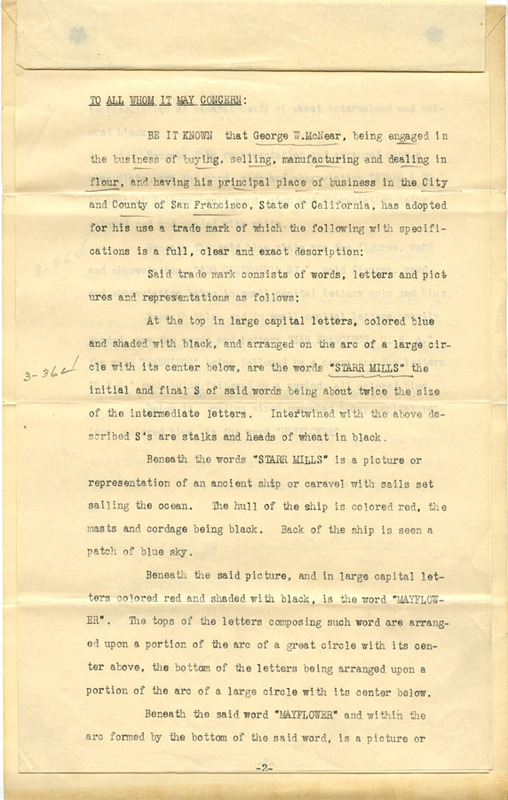 TO ALL WHOM IT MAY CONCERN:
BE IT KNOWN that George W.McNear, being engaged in
the business of buying, selling, manufacturing and dealing in
flour, and having his principal place of business in the City
and County of San Francisco, State of California, has adopted
for his use a trade mark of which the following with specifi-
cations is a full, clear and exact description:
Said trade mark consists of words, letters and pict
ures and representations as follows:
At the top in large capital letters, colored blue
and shaded with black, and arranged on the arc of a large cir-
cle with its center below, are the words "STARR MILLS" the
initial and final S of said words being about twice the size
of the intermediate letters. Intertwined with the above de-
scribed S's are stalks and heads of wheat in black.
Beneath the words "STARR MILLS" is a picture or
representation of an ancient ship or caravel with sails set
sailing the ocean. The hull of the ship is colored red, the
masts and cordage being black. Back of the ship is seen a
patch of blue sky.
Beneath the said picture, and in large capital let-
ters colored red and shaded with black, is the word "MAYFLOW-
ER". The tops of the letters composing such word are arrang-
ed upon a portion of the arc of a great circle with its cen-
ter above, the bottom of the letters being arranged upon a
portion of the arc of a large circle with its center below.
Beneath the said word "MAYFLOWER" and within the
arc formed by the bottom of the said word, is a picture or
-2-